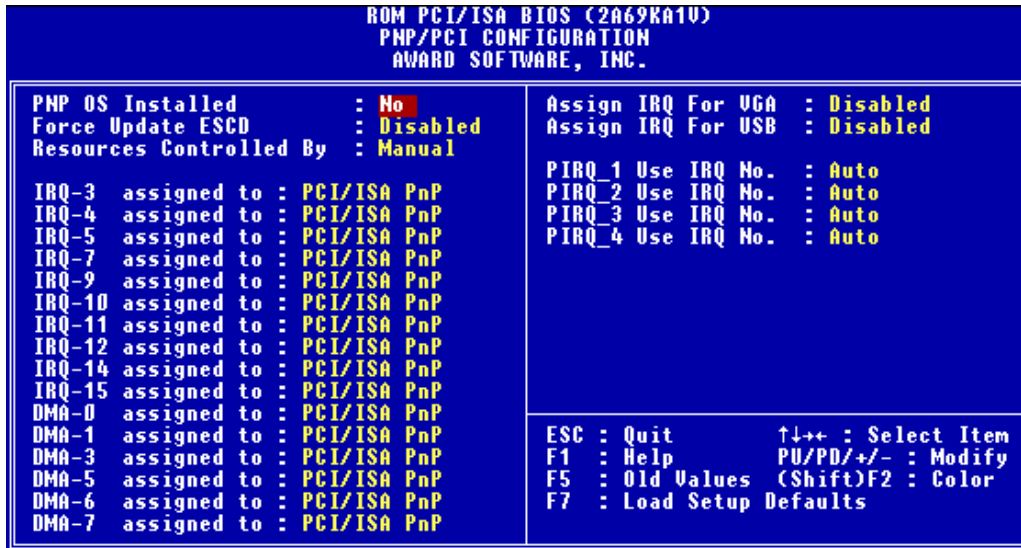 ROM PCI/ISA BIOS (2A69KA1V)
PNP/PCI CONFIGURATION
AWARD SOFTWARE, INC.
PNP OS Installed : No
Force Update ESCD : Disabled
Resources Controlled By : Manual
IRQ-3 assigned to : PCI/ISA PnP
IRQ-4 assigned to : PCI/ISA PnP
IRQ-5 assigned to : PCI/ISA PnP
IRQ-7 assigned to : PCI/ISA PnP
IRQ-9 assigned to : PCI/ISA PnP
IRQ-10 assigned to : PCI/ISA PnP
IRQ-11 assigned to : PCI/ISA PnP
IRQ-12 assigned to : PCI/ISA PnP
IRQ-14 assigned to : PCI/ISA PnP
IRQ-15 assigned to : PCI/ISA PnP
DMA-0 assigned to : PCI/ISA PnP
DMA-1 assigned to : PCI/ISA PnP
DMA-3 assigned to : PCI/ISA PnP
DMA-5 assigned to : PCI/ISA PnP
DMA-6 assigned to : PCI/ISA PnP
DMA-7 assigned to : PCI/ISA PnP
Assign IRQ For VGA : Disabled
Assign IRQ For USB : Disabled
PIRQ_1 Use IRQ No. : Auto
PIRQ_2 Use IRQ No. : Auto
PIRQ_3 Use IRQ No. : Auto
PIRQ_4 Use IRQ No. : Auto
ESC : Quit ↑↓→← : Select Item
F1 : Help PU/PD/+/- : Modify
F5 : Old Values (Shift)F2 : Color
F7 : Load Setup Defaults